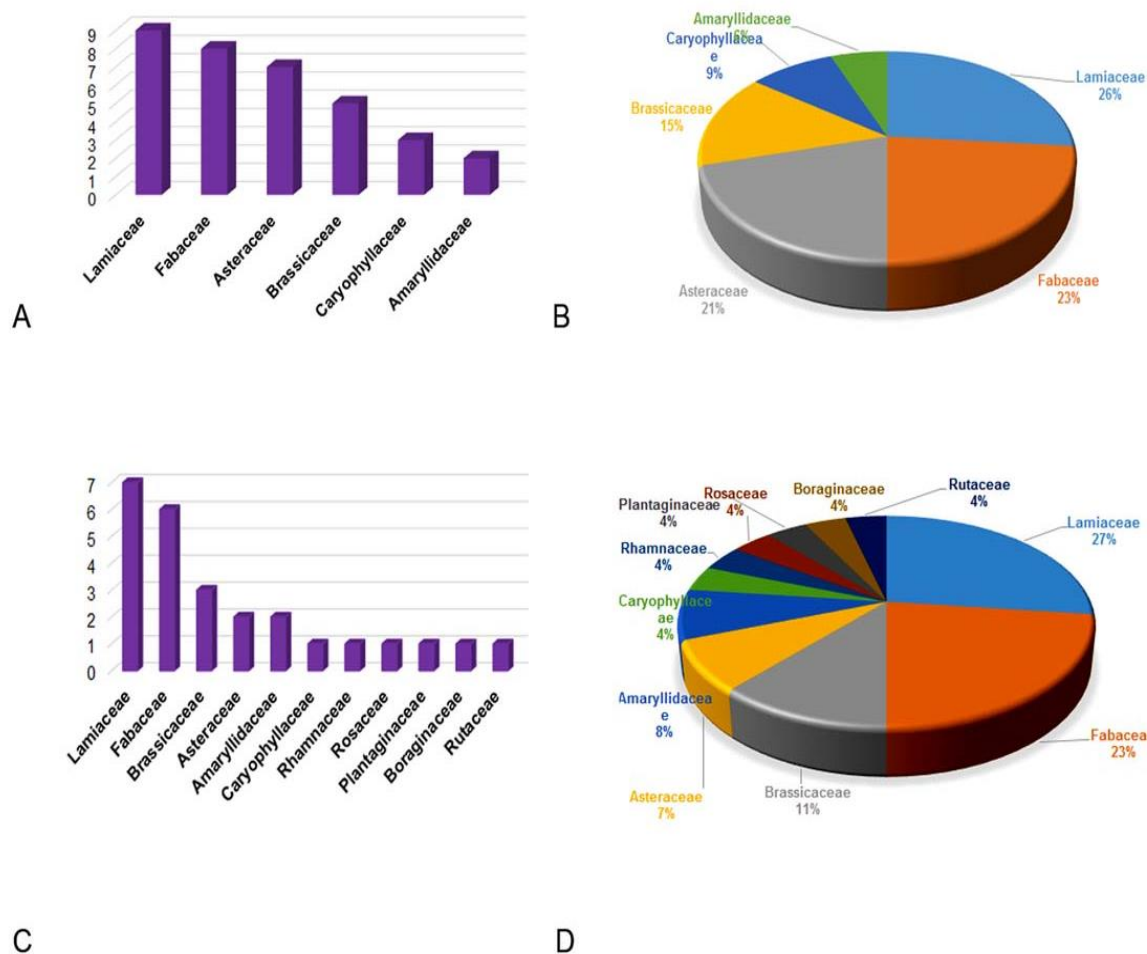 9
8
7
6
5
4
3
2
1
0
Lamiaceae
Fabaceae
Asteraceae
Brassicaceae
Caryophyllaceae
Amaryllidaceae
A
Amaryllidaceae
6%
Caryophyllacea
e
9%
Brassicaceae
15%
Lamiaceae
26%
Asteraceae
21%
Fabaceae
23%
B
7
6
5
4
3
2
1
0
Lamiaceae
Fabaceae
Brassicaceae
Asteraceae
Amaryllidaceae
Caryophyllaceae
Rhamnaceae
Rosaceae
Plantaginaceae
Boraginaceae
Rutaceae
C
Plantaginaceae
4%
Rosaceae
4%
Boraginaceae
4%
Rutaceae
4%
Lamiaceae
27%
Rhamnaceae
4%
Caryophyllac
eae
4%
Amaryllidacea
e
8%
Asteraceae
7%
Brassicaceae
11%
Fabacea
23%
D